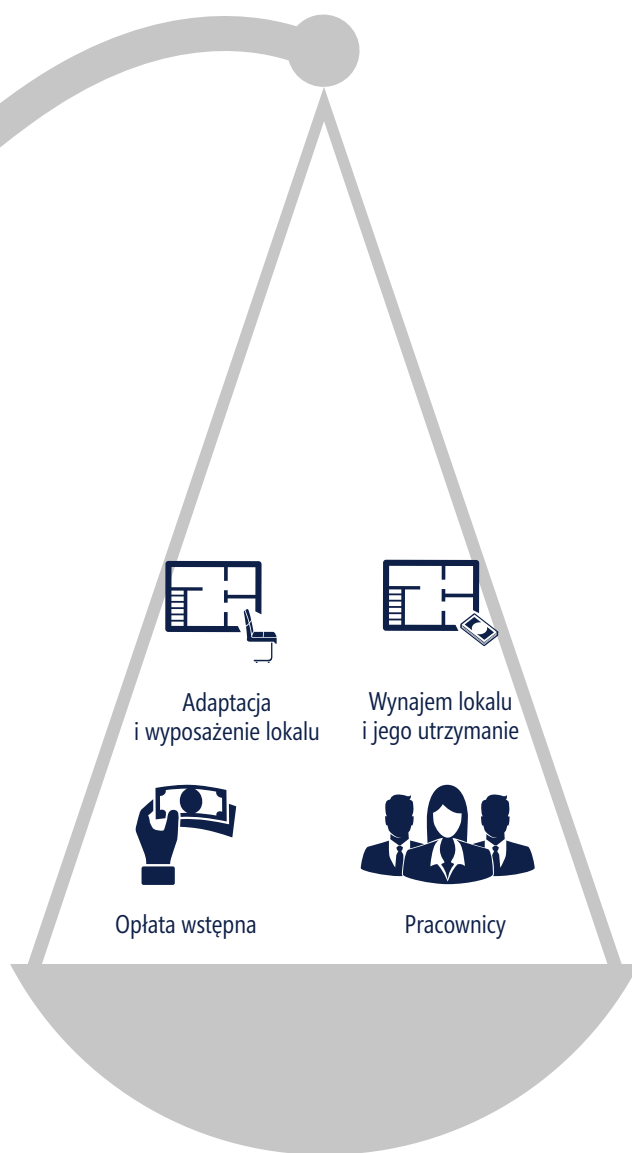 Adaptacja
i wyposażenie lokalu
Wynajem lokalu
i jego utrzymanie
Opłata wstępna
Pracownicy